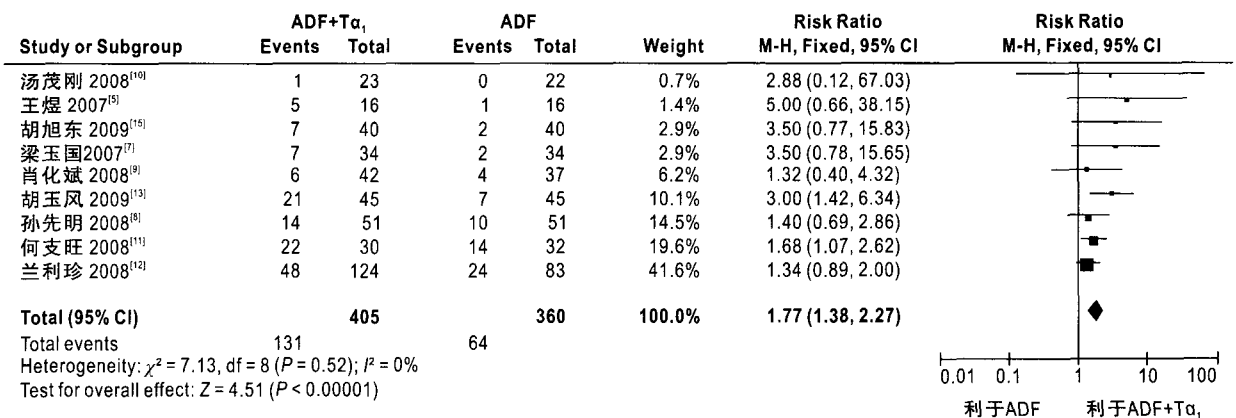 ADF+Tα₁ ADF Risk Ratio Risk Ratio
Study or Subgroup Events Total Events Total Weight M-H, Fixed, 95% CI M-H, Fixed, 95% CI
汤茂刚 2008[10] 1 23 0 22 0.7% 2.88 (0.12, 67.03)
王煜 2007[5] 5 16 1 16 1.4% 5.00 (0.66, 38.15)
胡旭东 2009[15] 7 40 2 40 2.9% 3.50 (0.77, 15.83)
梁玉国2007[7] 7 34 2 34 2.9% 3.50 (0.78, 15.65)
肖化斌 2008[9] 6 42 4 37 6.2% 1.32 (0.40, 4.32)
胡玉风 2009[13] 21 45 7 45 10.1% 3.00 (1.42, 6.34)
孙先明 2008[8] 14 51 10 51 14.5% 1.40 (0.69, 2.86)
何支旺 2008[11] 22 30 14 32 19.6% 1.68 (1.07, 2.62)
兰利珍 2008[12] 48 124 24 83 41.6% 1.34 (0.89, 2.00)
Total (95% CI) 405 360 100.0% 1.77 (1.38, 2.27)
Total events 131 64
Heterogeneity: χ² = 7.13, df = 8 (P = 0.52); I² = 0%
Test for overall effect: Z = 4.51 (P < 0.00001)
0.01 0.1 1 10 100
利于ADF 利于ADF+Tα₁